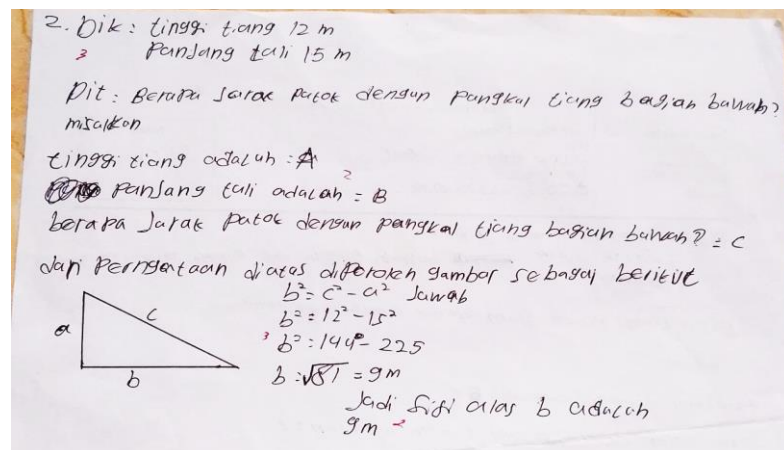 2. Dik : tinggi tiang 12 m
3 Panjang tali 15 m
Dit : Berapa Jarak Patok dengan Pangkal tiang bagian bawah?
misalkan
tinggi tiang adalah : A
2
Panjang tali adalah = B
berapa Jarak Patok dengan pangkal tiang bagian bawah? = C
dari Pernyataan diatas diperoleh gambar sebagai berikut
b² = c² - a² Jawab
b² = 12² - 15²
3 b² = 144 - 225
b = √81 = 9m
Jadi sisi alas b adalah
9m 2
a
c
b